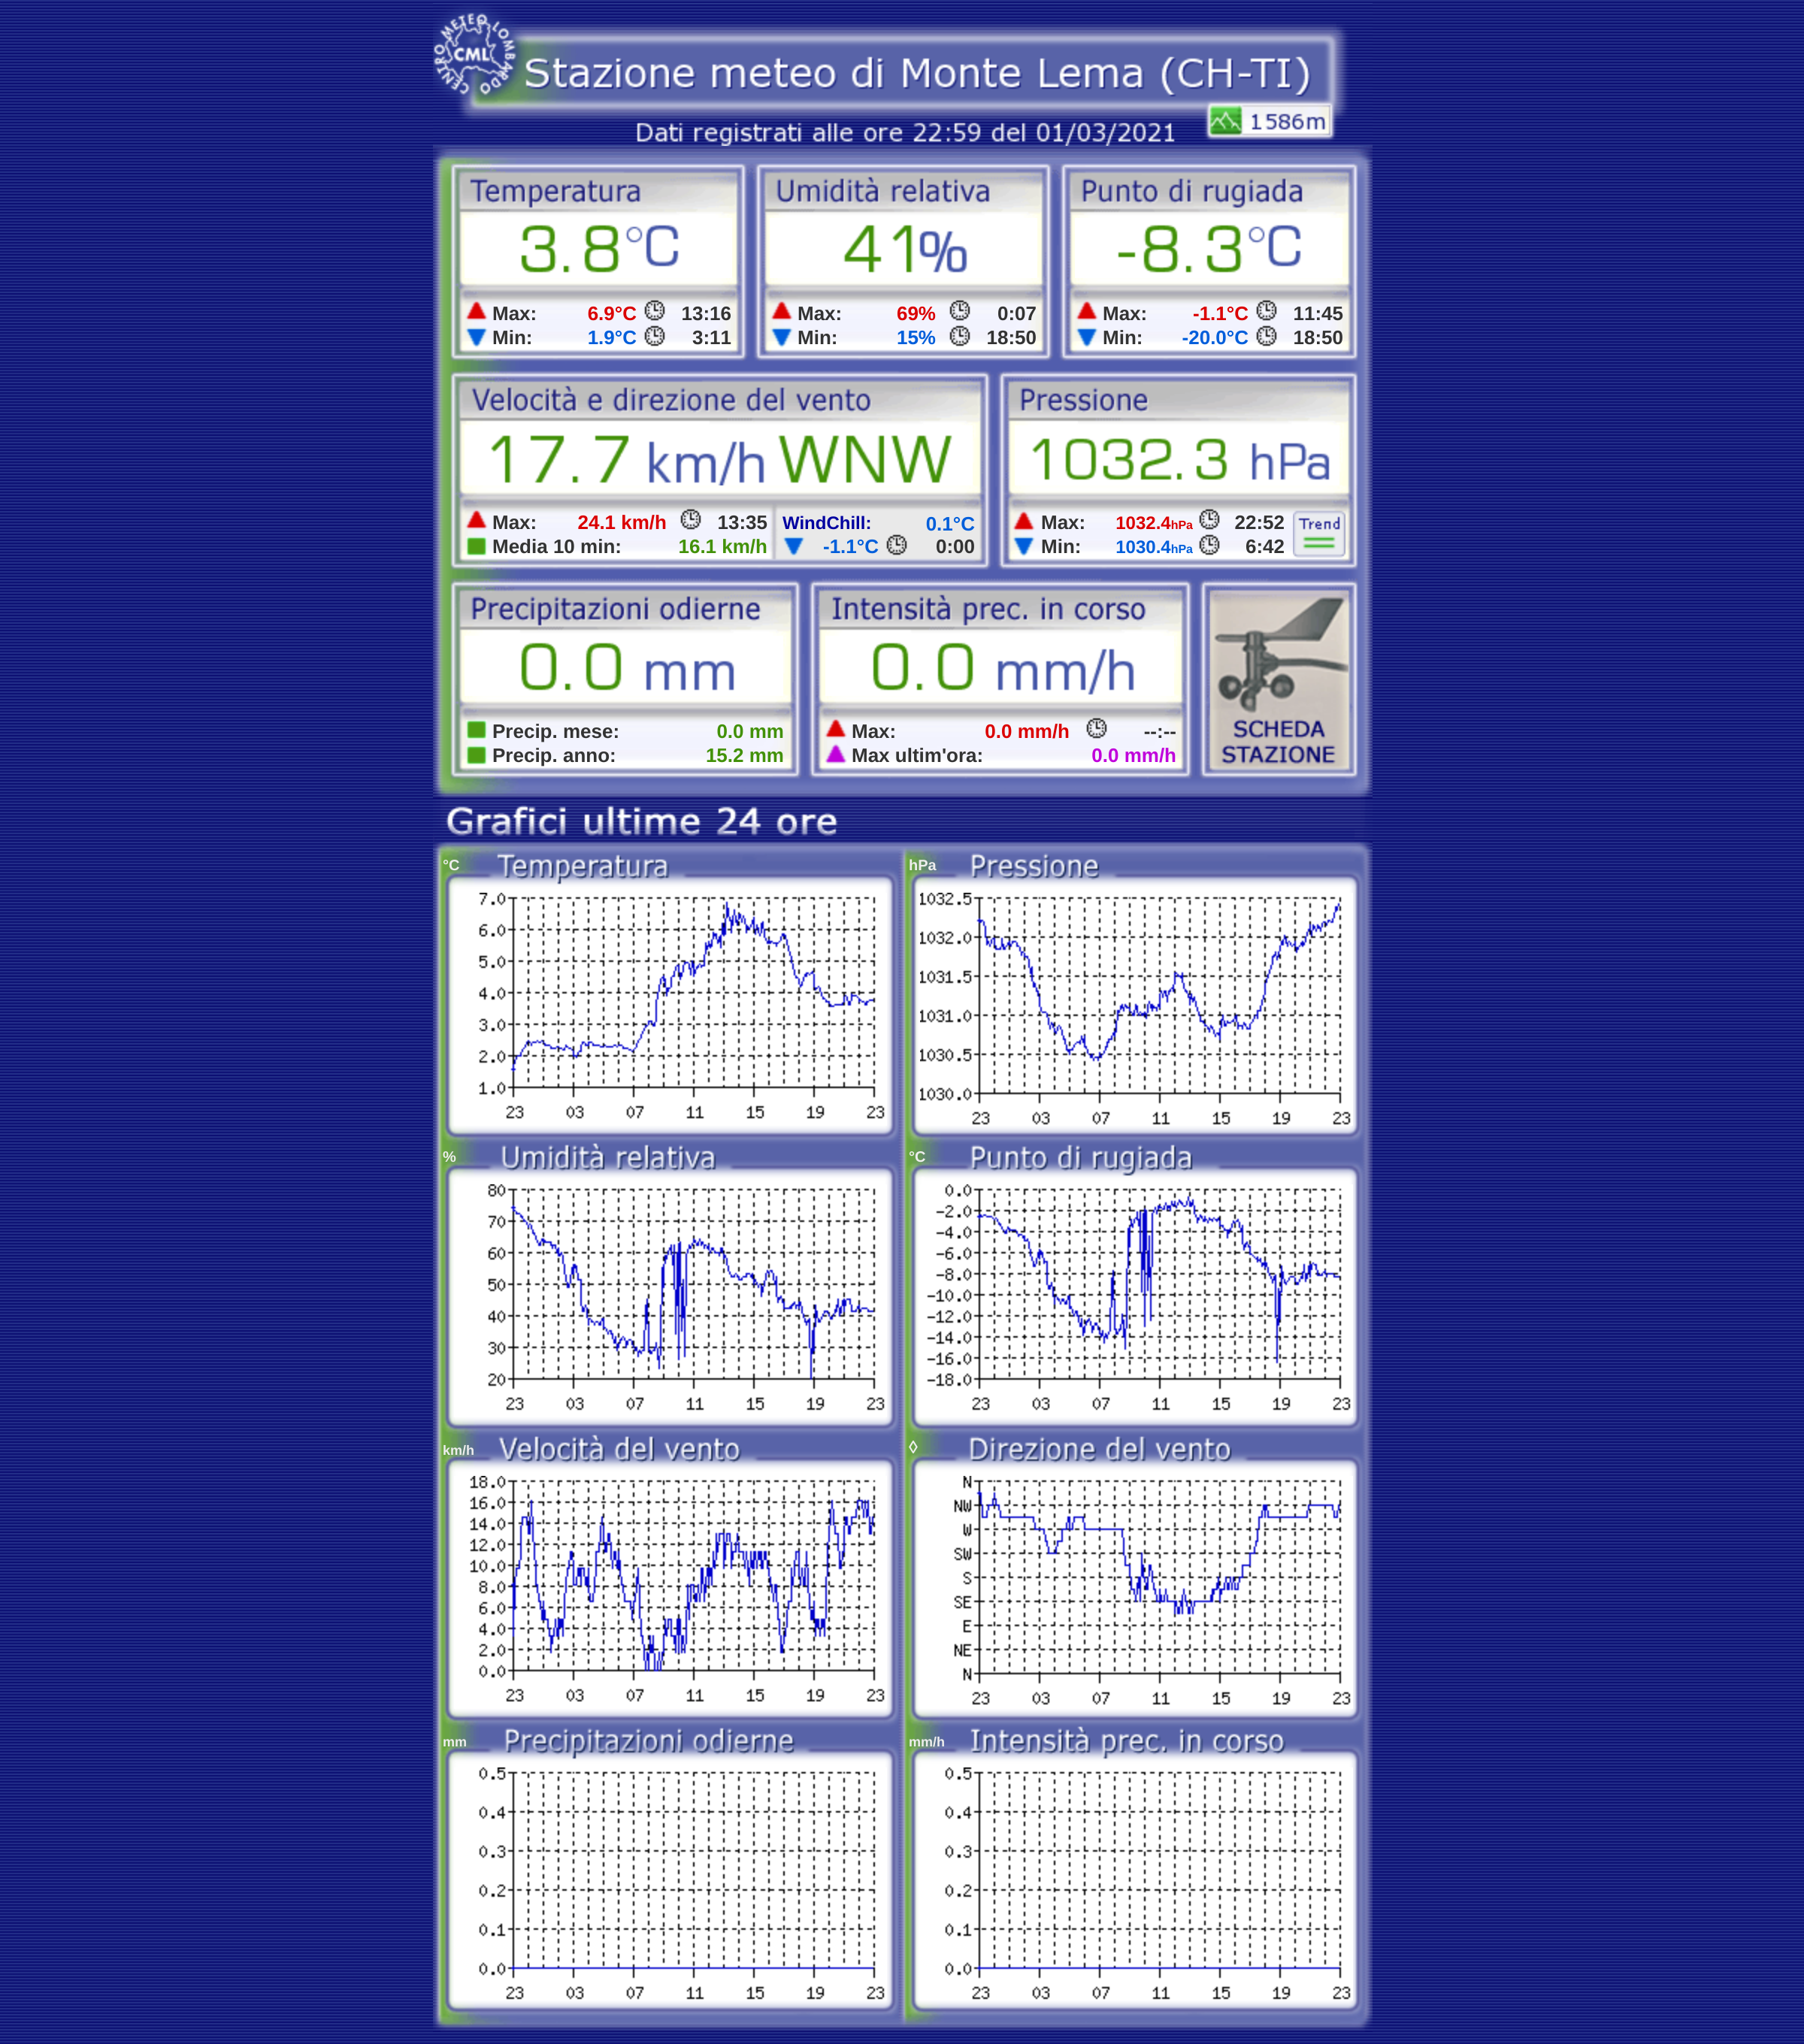 CENTRO METEO LOMBARDO
CML
Stazione meteo di Monte Lema (CH-TI)
1586m
Dati registrati alle ore 22:59 del 01/03/2021
Temperatura Umidità relativa Punto di rugiada
3.8°C 41% -8.3°C
Max: 6.9°C 13:16 Max: 69% 0:07 Max: -1.1°C 11:45
Min: 1.9°C 3:11 Min: 15% 18:50 Min: -20.0°C 18:50
Velocità e direzione del vento Pressione
17.7 km/h WNW 1032.3 hPa
Max: 24.1 km/h 13:35 WindChill: 0.1°C Max: 1032.4hPa 22:52 Trend
Media 10 min: 16.1 km/h -1.1°C 0:00 Min: 1030.4hPa 6:42
Precipitazioni odierne Intensità prec. in corso
0.0 mm 0.0 mm/h
Precip. mese: 0.0 mm Max: 0.0 mm/h --:-- SCHEDA
Precip. anno: 15.2 mm Max ultim'ora: 0.0 mm/h STAZIONE
Grafici ultime 24 ore
°C Temperatura
7.0
6.0
5.0
4.0
3.0
2.0
1.0
23 03 07 11 15 19 23
hPa Pressione
1032.5
1032.0
1031.5
1031.0
1030.5
1030.0
23 03 07 11 15 19 23
% Umidità relativa
80
70
60
50
40
30
20
23 03 07 11 15 19 23
°C Punto di rugiada
0.0
-2.0
-4.0
-6.0
-8.0
-10.0
-12.0
-14.0
-16.0
-18.0
23 03 07 11 15 19 23
km/h Velocità del vento
18.0
16.0
14.0
12.0
10.0
8.0
6.0
4.0
2.0
0.0
23 03 07 11 15 19 23
◊ Direzione del vento
N
NW
W
SW
S
SE
E
NE
N
23 03 07 11 15 19 23
mm Precipitazioni odierne
0.5
0.4
0.3
0.2
0.1
0.0
23 03 07 11 15 19 23
mm/h Intensità prec. in corso
0.5
0.4
0.3
0.2
0.1
0.0
23 03 07 11 15 19 23